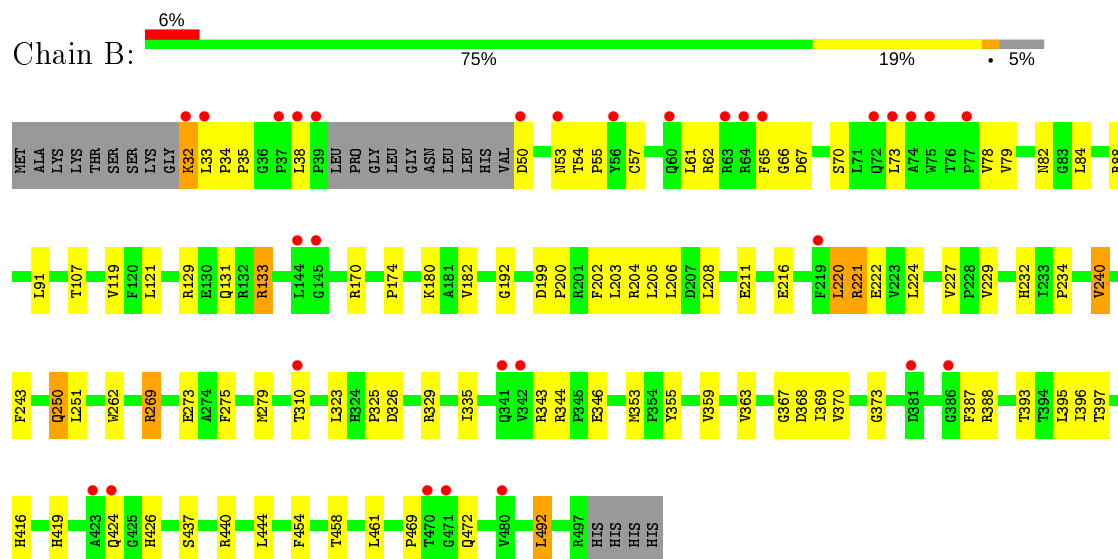 6%
Chain B:
75% 19% • 5%
MET ALA LYS LYS THR SER SER LYS GLY K32 L33 P34 P35 G36 P37 L38 P39 LEU PRO GLY LEU GLY ASN LEU LEU HIS VAL D50 N53 T54 P55 Y56 C57 Q60 L61 R62 R63 R64 F65 G66 D67 S70 L71 Q72 L73 A74 W75 T76 P77 V78 V79 N82 G83 L84 R88
L91 T107 V119 F120 L121 R129 E130 Q131 R132 R133 L144 G145 R170 P174 K180 A181 V182 G192 D199 P200 R201 F202 L203 R204 L205 L206 D207 L208 E211 E216 F219 L220 R221 E222 V223 L224 V227 P228 V229 H232 I233 P234 V240
F243 Q250 L251 W262 R269 E273 A274 F275 M279 T310 L323 H324 P325 D326 R329 I335 Q341 V342 R343 R344 P345 E346 M353 P354 Y355 V359 V363 G367 D368 I369 V370 G373 D381 G386 F387 R388 T393 T394 L395 I396 T397
H416 H419 A423 Q424 G425 H426 S437 R440 L444 F454 T458 L461 P469 T470 G471 Q472 V480 L492 R497 HIS HIS HIS HIS